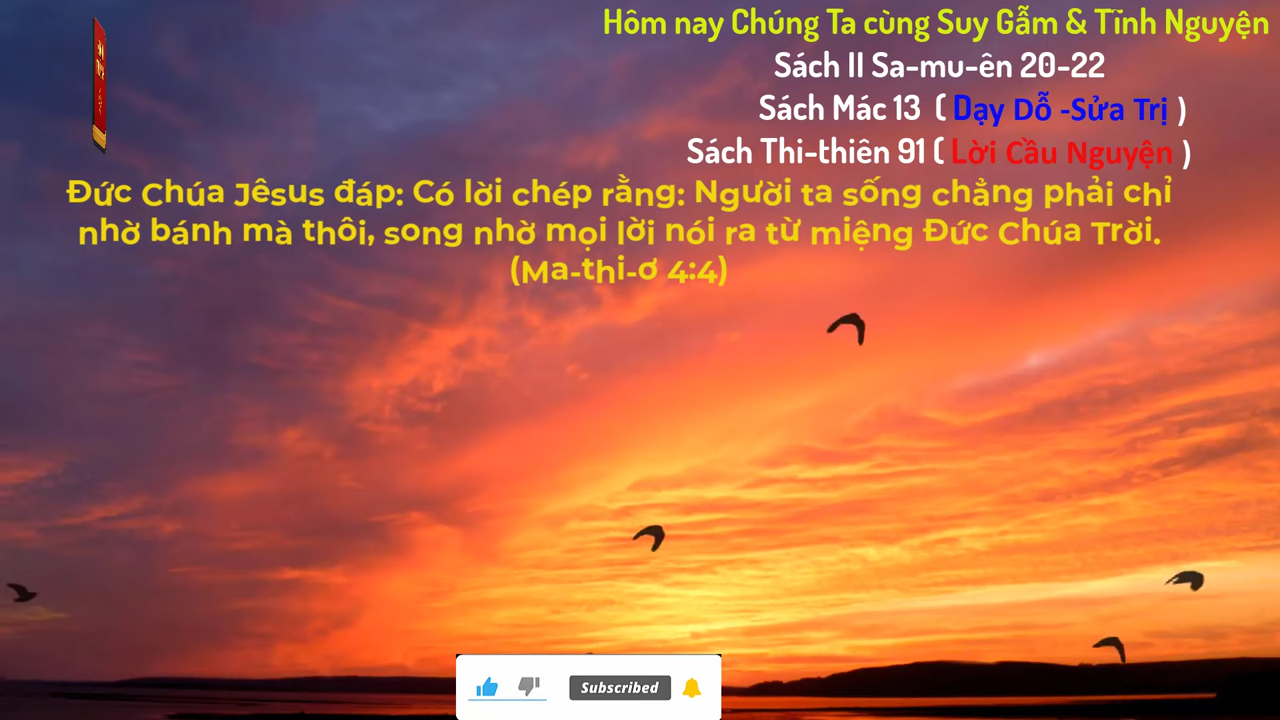 Hôm nay Chúng Ta cùng Suy Gẫm & Tĩnh Nguyện
Sách II Sa-mu-ên 20-22
Sách Mác 13 ( Dạy Dỗ -Sửa Trị )
Sách Thi-thiên 91 ( Lời Cầu Nguyện )
Đức Chúa Jêsus đáp: Có lời chép rằng: Người ta sống chẳng phải chỉ
nhờ bánh mà thôi, song nhờ mọi lời nói ra từ miệng Đức Chúa Trời.
(Ma-thi-ơ 4:4)
Subscribed